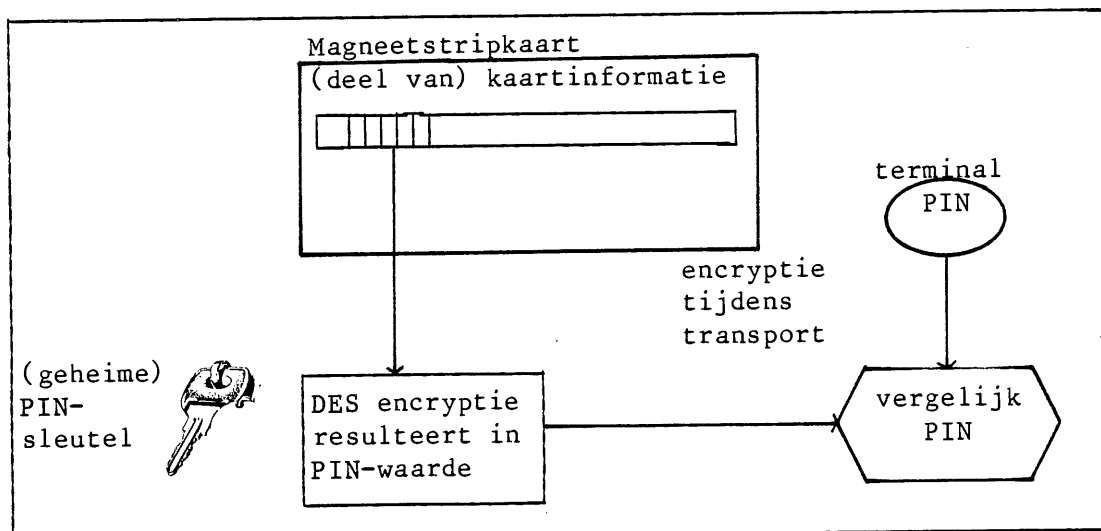 Magneetstripkaart
(deel van) kaartinformatie
terminal
PIN
encryptie
tijdens
transport
(geheime)
PIN-
sleutel
DES encryptie
resulteert in
PIN-waarde
vergelijk
PIN